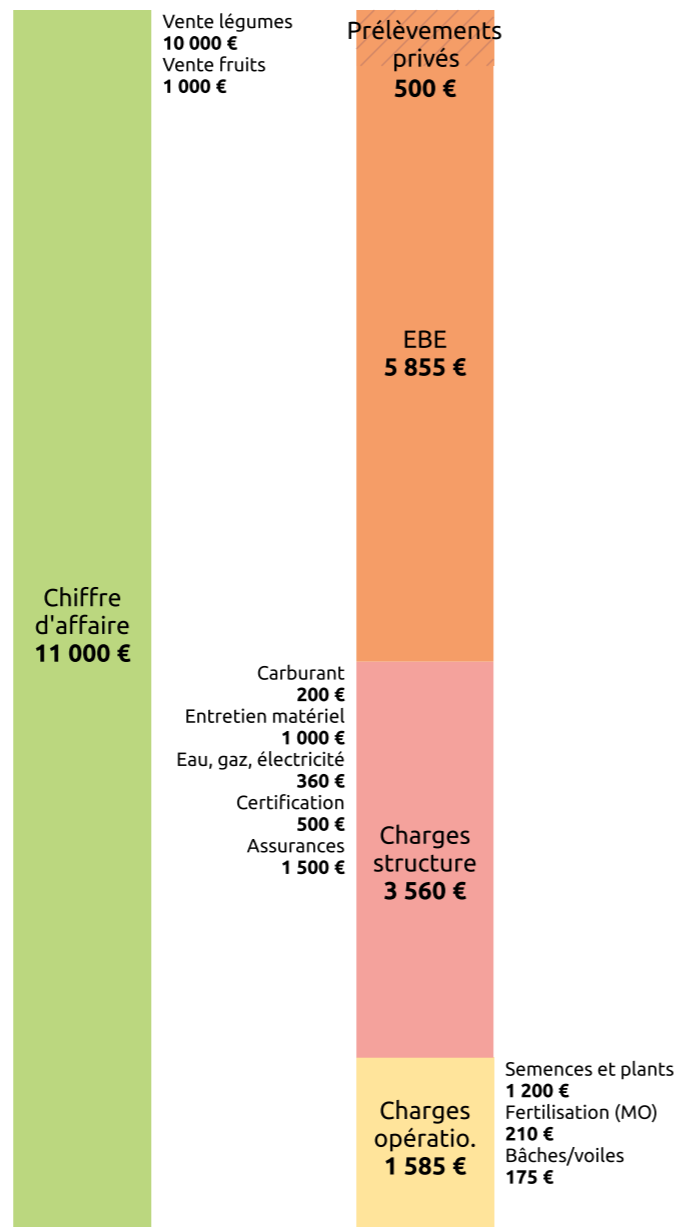 Vente légumes
10 000 €
Vente fruits
1 000 €
Prélèvements
privés
500 €
EBE
5 855 €
Chiffre
d'affaire
11 000 €
Carburant
200 €
Entretien matériel
1 000 €
Eau, gaz, électricité
360 €
Certification
500 €
Assurances
1 500 €
Charges
structure
3 560 €
Charges
opératio.
1 585 €
Semences et plants
1 200 €
Fertilisation (MO)
210 €
Bâches/voiles
175 €